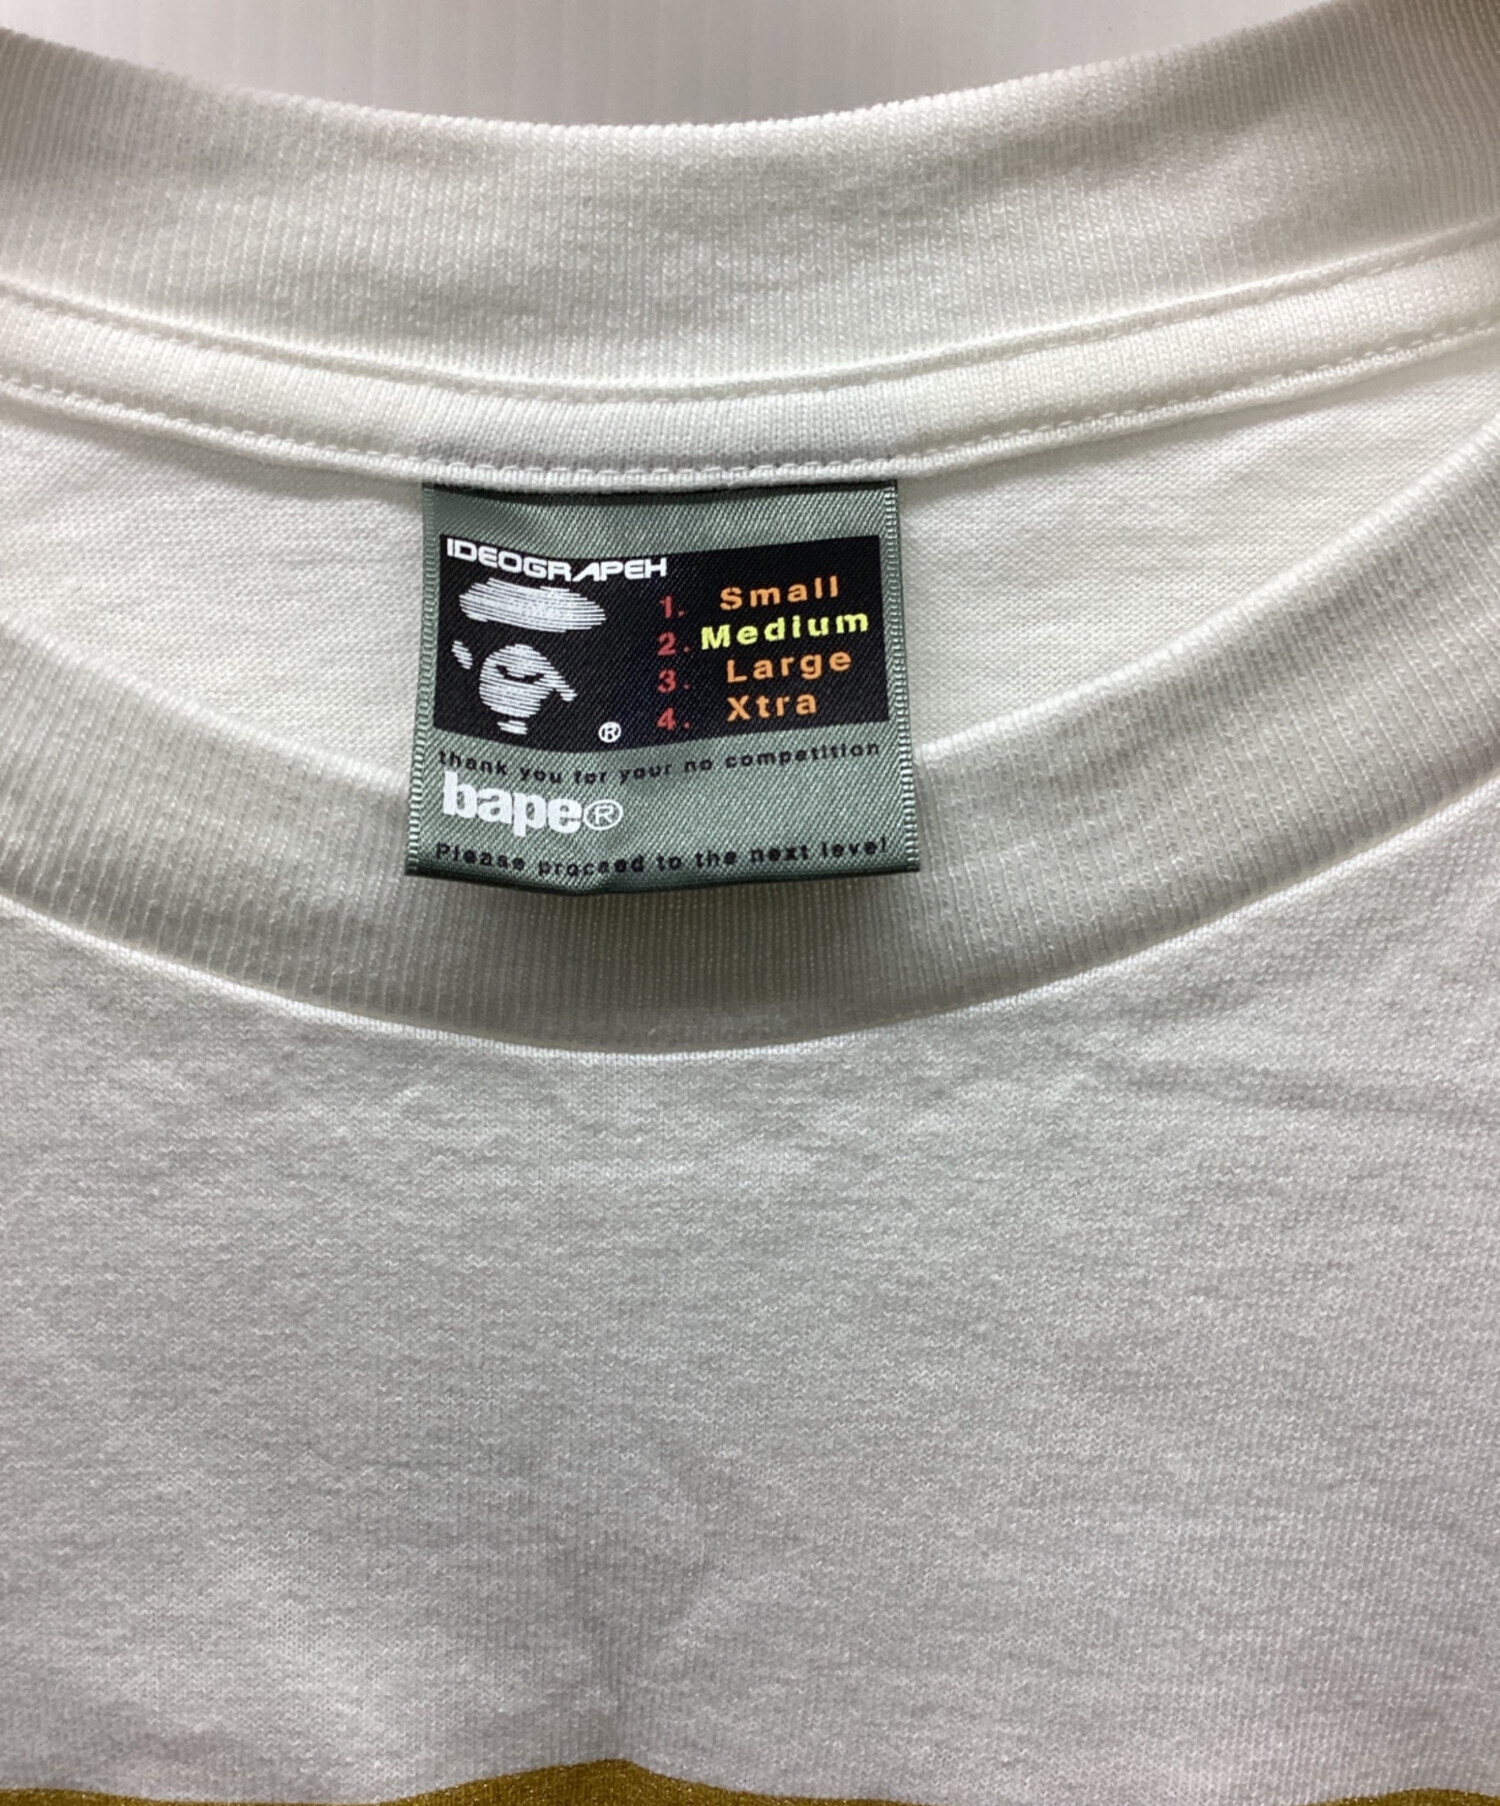 IDEOGRAPEH
1. Small
2. Medium
3. Large
4. Xtra
®
thank you for your no competition
bape®
Please proceed to the next level